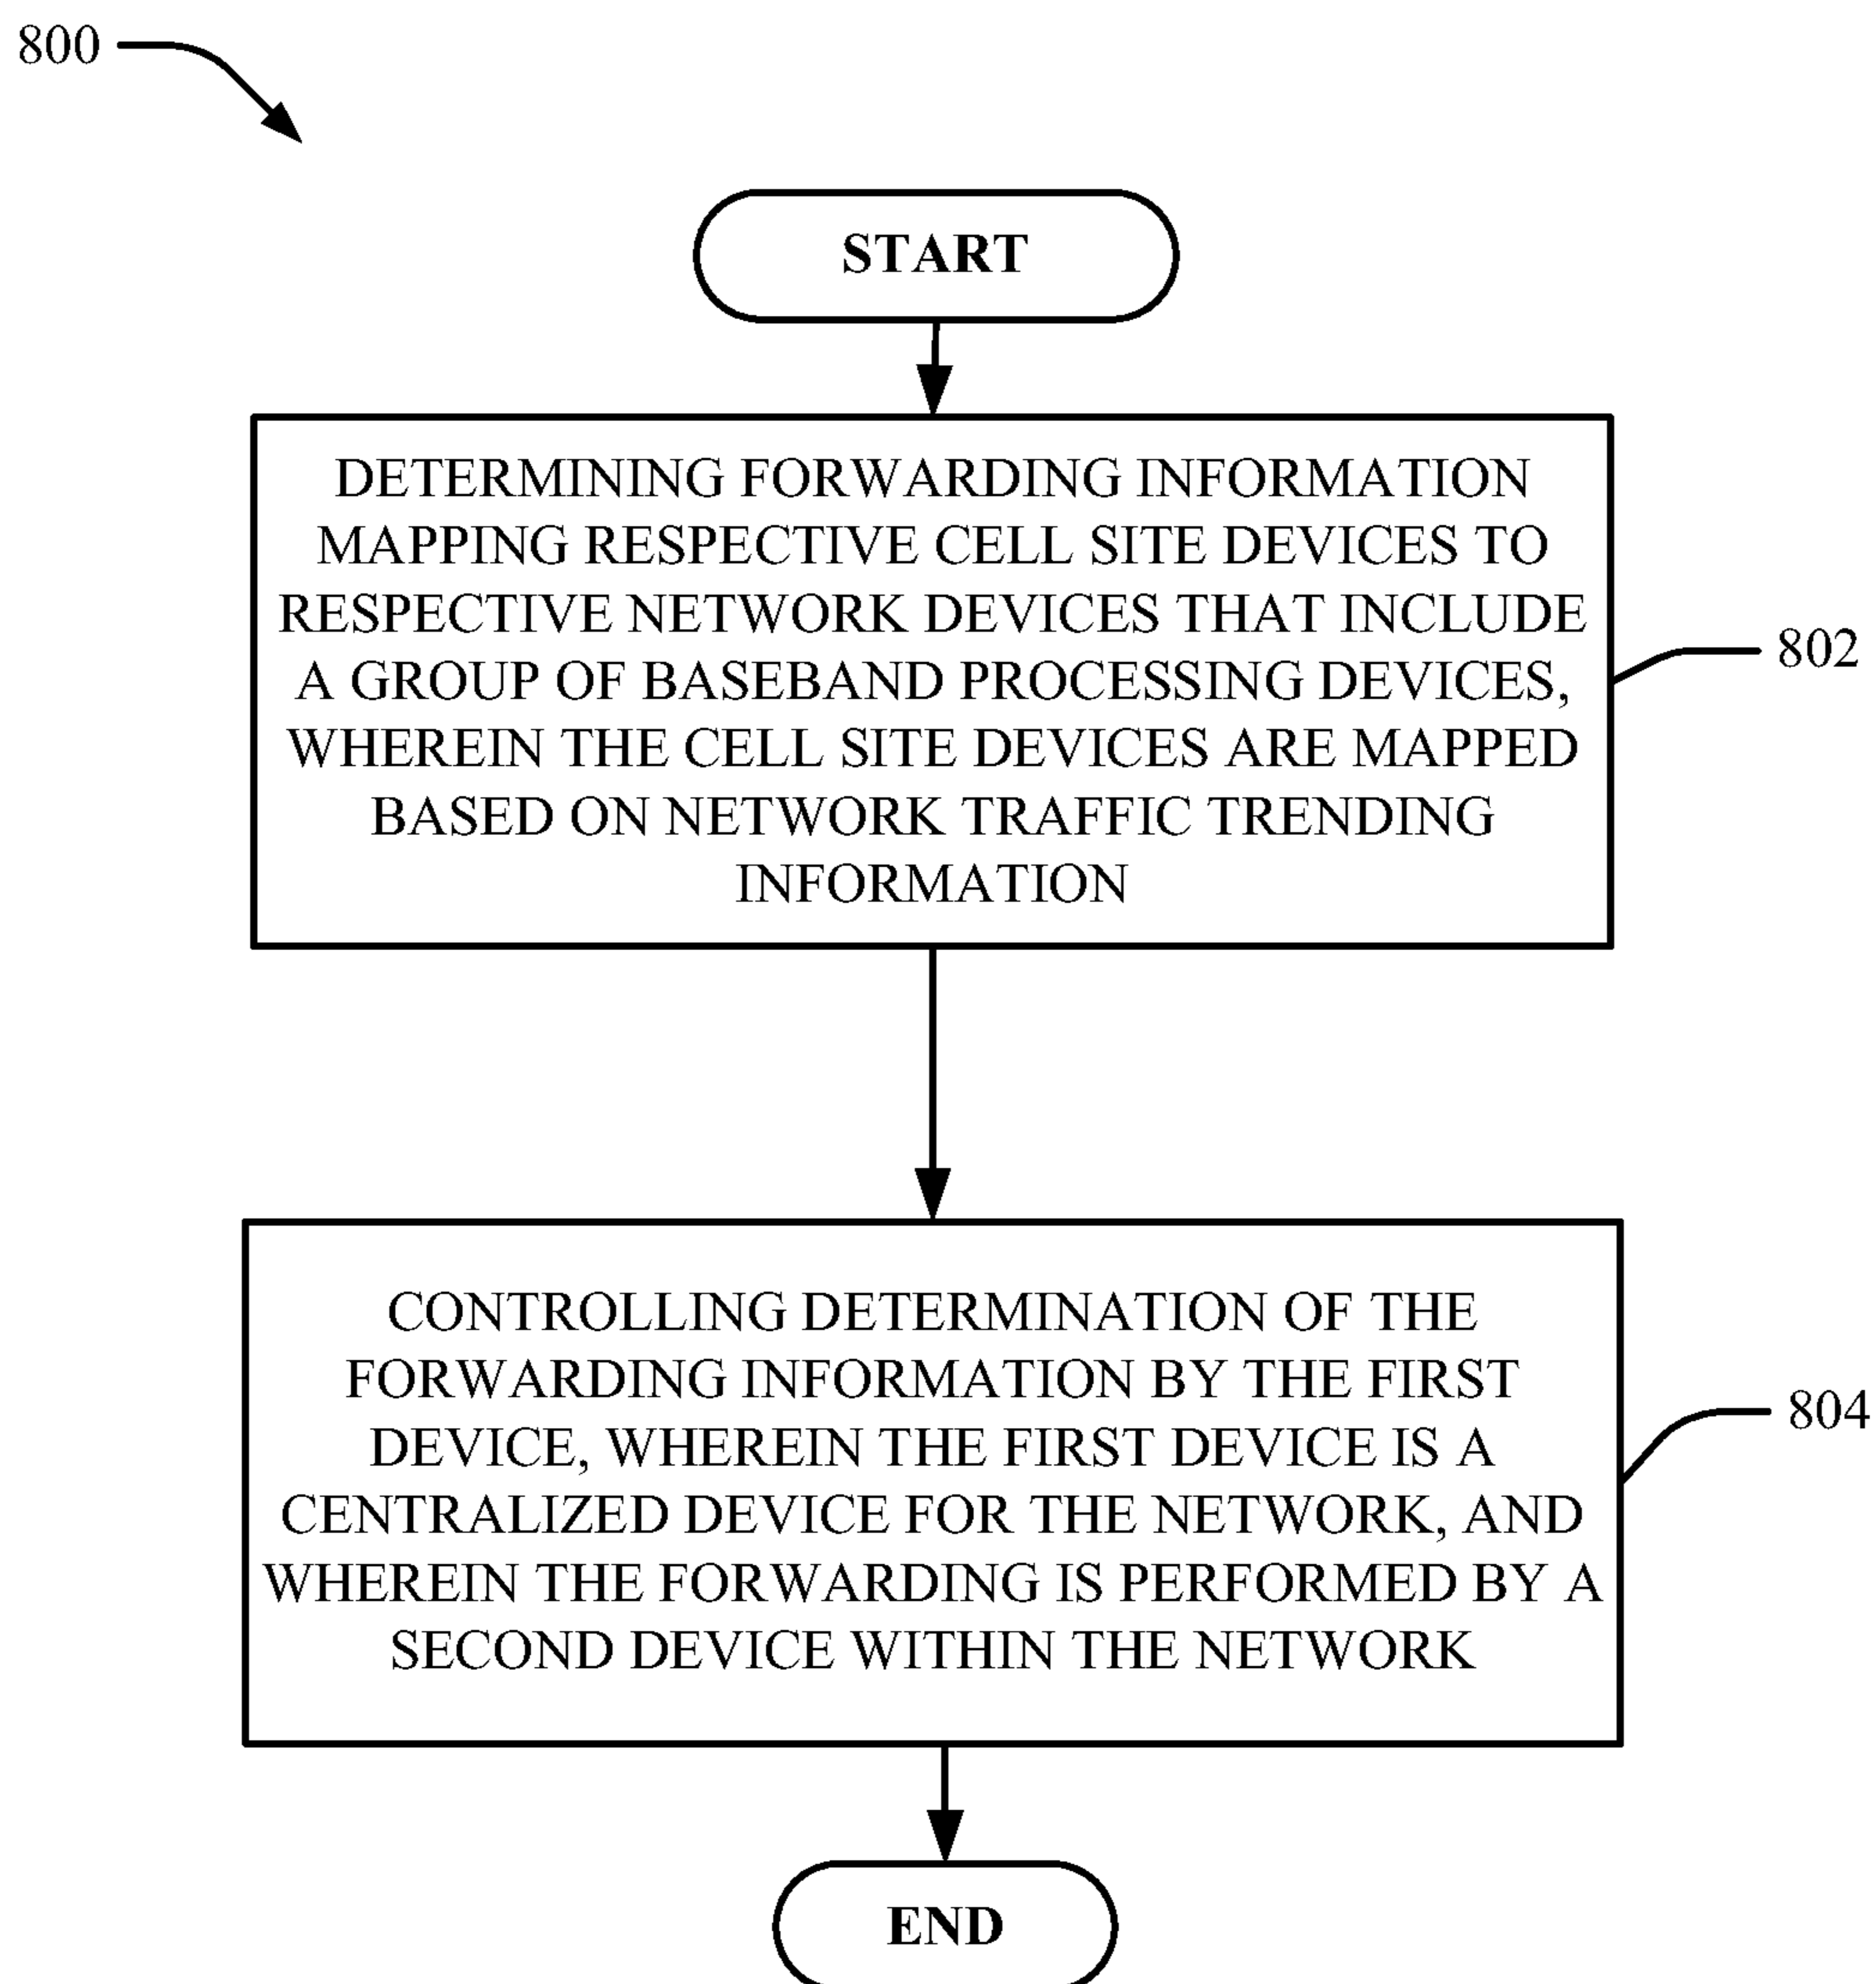 800
START
DETERMINING FORWARDING INFORMATION
MAPPING RESPECTIVE CELL SITE DEVICES TO
RESPECTIVE NETWORK DEVICES THAT INCLUDE
A GROUP OF BASEBAND PROCESSING DEVICES,
WHEREIN THE CELL SITE DEVICES ARE MAPPED
BASED ON NETWORK TRAFFIC TRENDING
INFORMATION
802
CONTROLLING DETERMINATION OF THE
FORWARDING INFORMATION BY THE FIRST
DEVICE, WHEREIN THE FIRST DEVICE IS A
CENTRALIZED DEVICE FOR THE NETWORK, AND
WHEREIN THE FORWARDING IS PERFORMED BY A
SECOND DEVICE WITHIN THE NETWORK
804
END